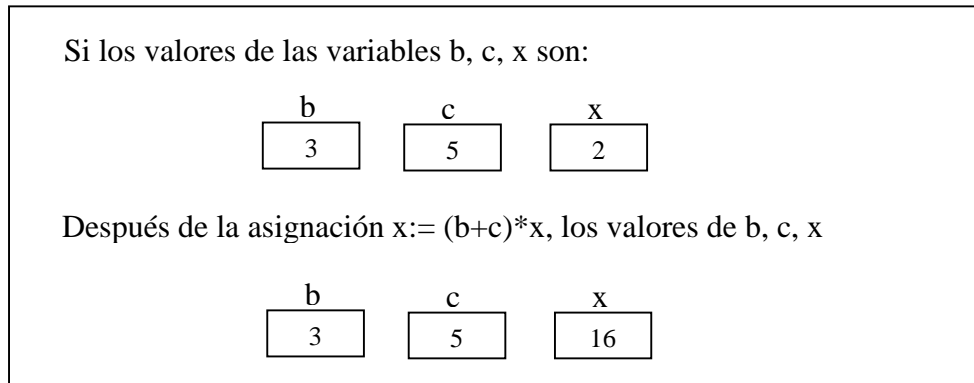 Si los valores de las variables b, c, x son:
b c x
3 5 2
Después de la asignación x:= (b+c)*x, los valores de b, c, x
b c x
3 5 16